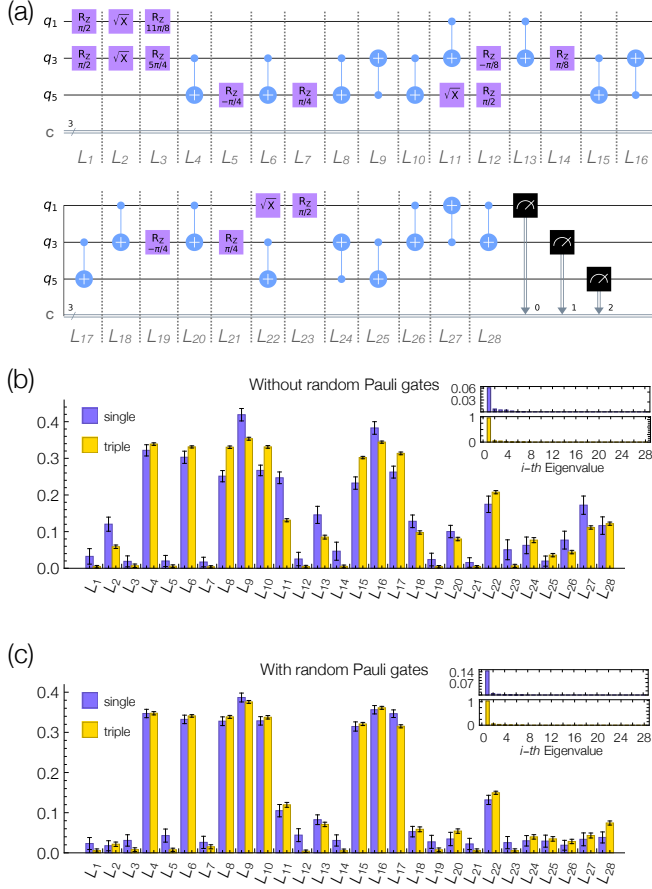 (a)
q1 RZ π/2 √X RZ 11π/8
q3 RZ π/2 √X RZ 5π/4 RZ −π/8 RZ π/8
q5 RZ −π/4 RZ π/4 √X RZ π/2
c 3
L1 L2 L3 L4 L5 L6 L7 L8 L9 L10 L11 L12 L13 L14 L15 L16
q1 √X RZ π/2
q3 RZ −π/4 RZ π/4
q5
c 3 0 1 2
L17 L18 L19 L20 L21 L22 L23 L24 L25 L26 L27 L28
(b)
Without random Pauli gates
single
triple
0.4
0.3
0.2
0.1
0.0
L1 L2 L3 L4 L5 L6 L7 L8 L9 L10 L11 L12 L13 L14 L15 L16 L17 L18 L19 L20 L21 L22 L23 L24 L25 L26 L27 L28
0.06
0.03
1
0
0 4 8 12 16 20 24 28
i−th Eigenvalue
(c)
With random Pauli gates
single
triple
0.4
0.3
0.2
0.1
0.0
L1 L2 L3 L4 L5 L6 L7 L8 L9 L10 L11 L12 L13 L14 L15 L16 L17 L18 L19 L20 L21 L22 L23 L24 L25 L26 L27 L28
0.14
0.07
1
0
0 4 8 12 16 20 24 28
i−th Eigenvalue